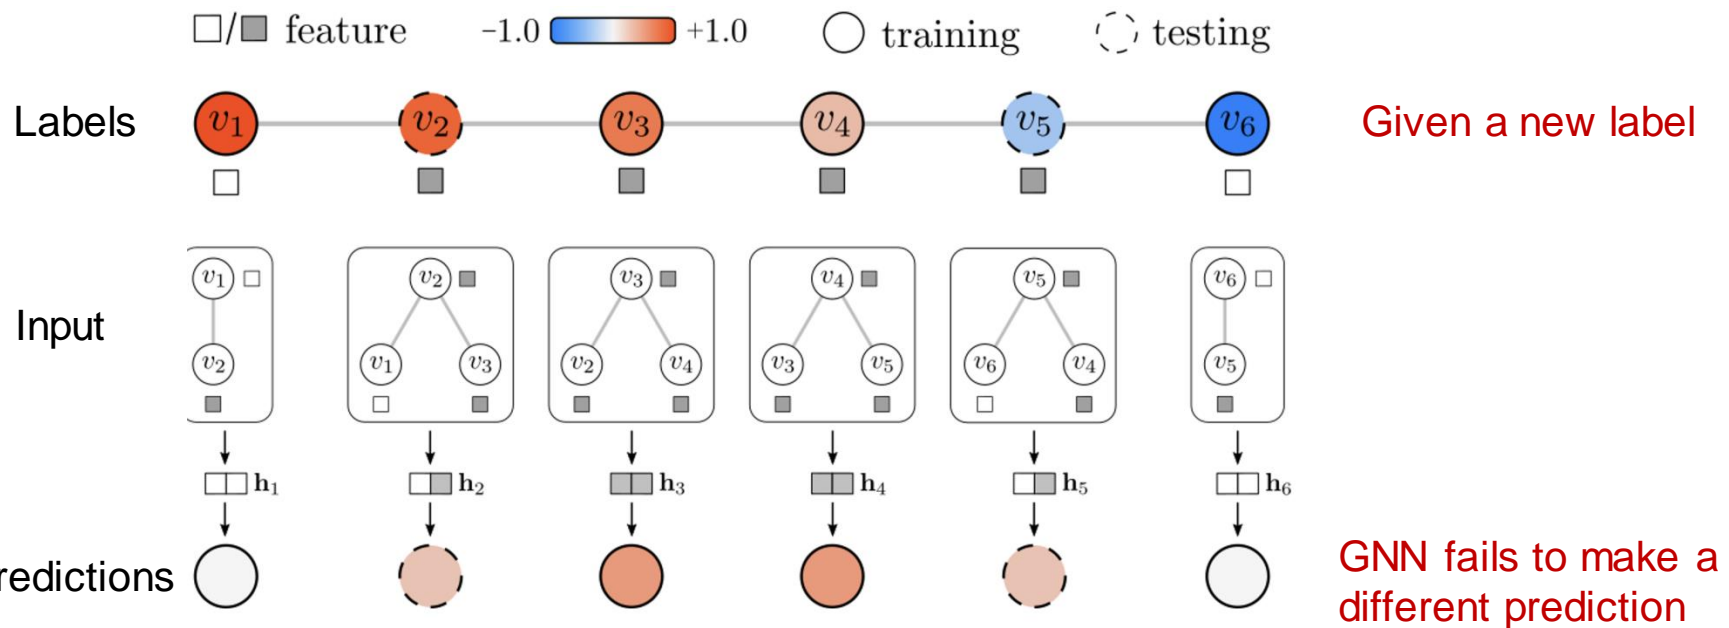 □/■ feature −1.0 +1.0 training testing
Labels v₁ v₂ v₃ v₄ v₅ v₆ Given a new label
v₁ v₂ v₃ v₄ v₅ v₆
Input
v₂ v₁ v₃ v₂ v₄ v₃ v₅ v₆ v₄ v₅
h₁ h₂ h₃ h₄ h₅ h₆
redictions
GNN fails to make a
different prediction